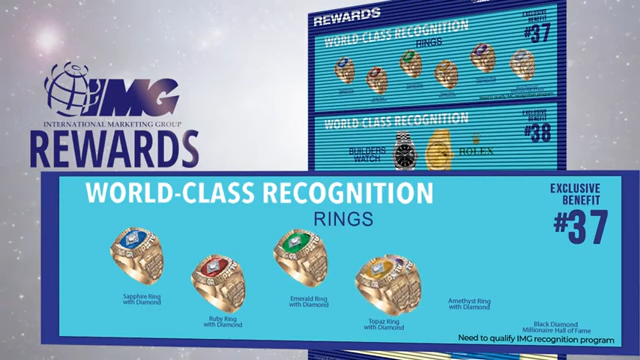 REWARDS
WORLD-CLASS RECOGNITION
RINGS
EXCLUSIVE
BENEFIT
#37
WORLD-CLASS RECOGNITION
EXCLUSIVE
BENEFIT
#38
BUILDERS
WATCH
ROLEX
IMG
INTERNATIONAL MARKETING GROUP
REWARDS
WORLD-CLASS RECOGNITION
RINGS
EXCLUSIVE
BENEFIT
#37
Sapphire Ring
with Diamond
Ruby Ring
with Diamond
Emerald Ring
with Diamond
Topaz Ring
with Diamond
Amethyst Ring
with Diamond
Black Diamond
Millionaire Hall of Fame
Need to qualify IMG recognition program